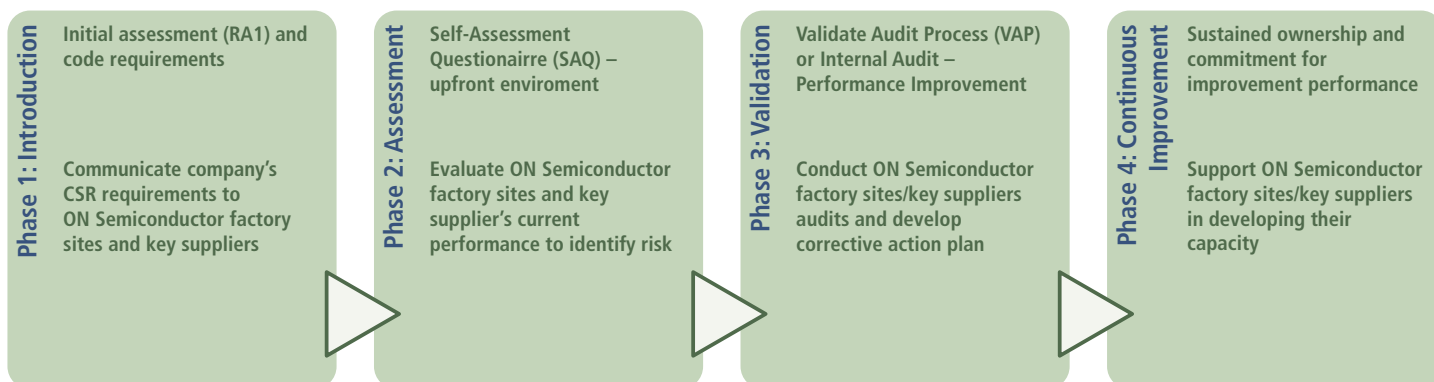 Phase 1: Introduction
Initial assessment (RA1) and
code requirements
Communicate company's
CSR requirements to
ON Semiconductor factory
sites and key suppliers
Phase 2: Assessment
Self-Assessment
Questionairre (SAQ) –
upfront enviroment
Evaluate ON Semiconductor
factory sites and key
supplier's current
performance to identify risk
Phase 3: Validation
Validate Audit Process (VAP)
or Internal Audit –
Performance Improvement
Conduct ON Semiconductor
factory sites/key suppliers
audits and develop
corrective action plan
Phase 4: Continuous
Improvement
Sustained ownership and
commitment for
improvement performance
Support ON Semiconductor
factory sites/key suppliers
in developing their
capacity